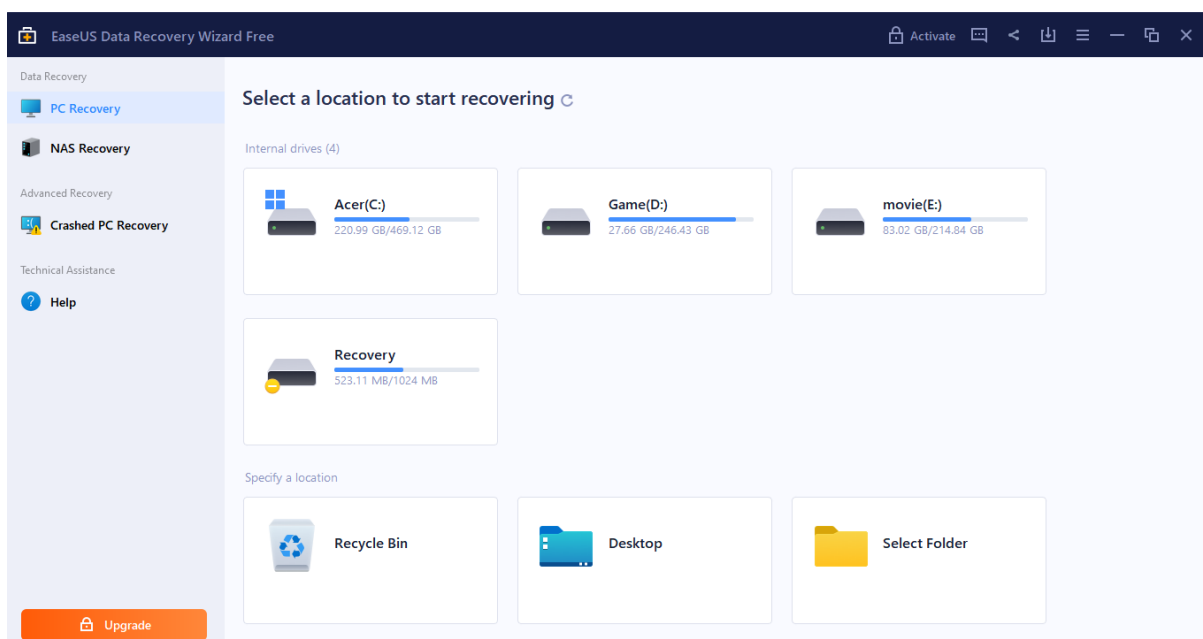 EaseUS Data Recovery Wizard Free
Activate
Data Recovery
PC Recovery
NAS Recovery
Advanced Recovery
Crashed PC Recovery
Technical Assistance
? Help
Upgrade
Select a location to start recovering
Internal drives (4)
Acer(C:)
220.99 GB/469.12 GB
Game(D:)
27.66 GB/246.43 GB
movie(E:)
83.02 GB/214.84 GB
Recovery
523.11 MB/1024 MB
Specify a location
Recycle Bin
Desktop
Select Folder